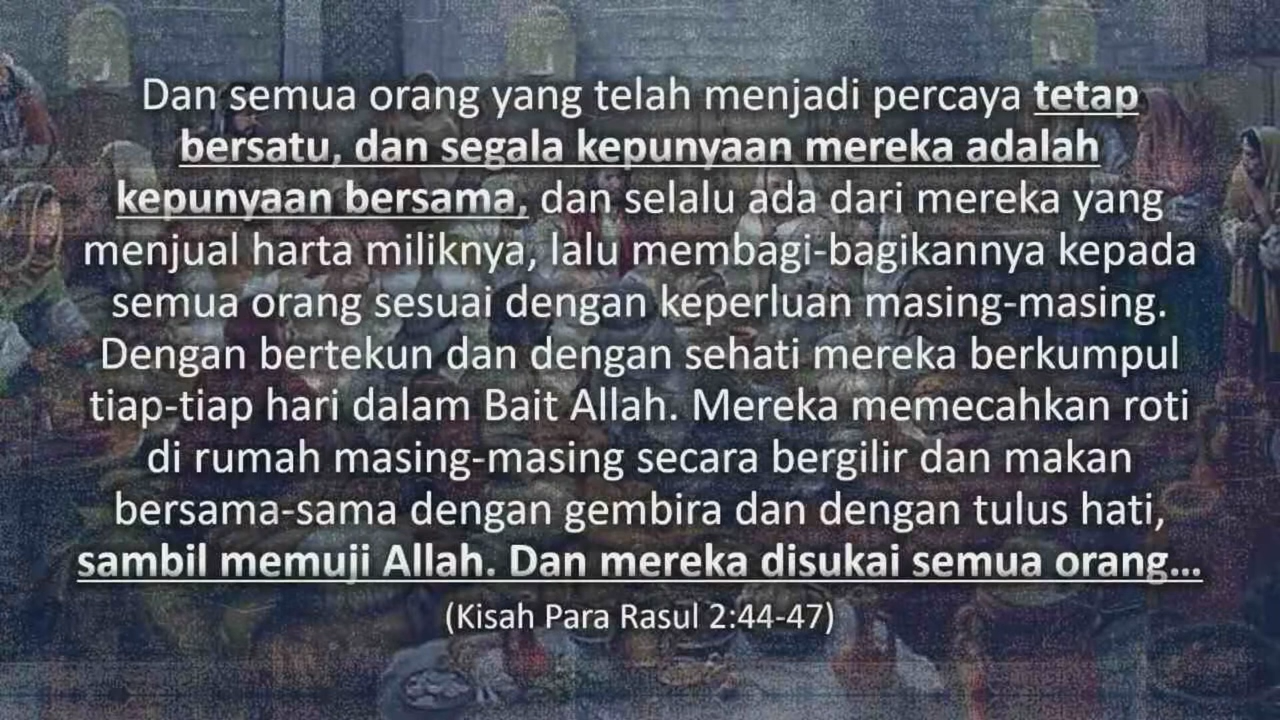 Dan semua orang yang telah menjadi percaya tetap
bersatu, dan segala kepunyaan mereka adalah
kepunyaan bersama, dan selalu ada dari mereka yang
menjual harta miliknya, lalu membagi-bagikannya kepada
semua orang sesuai dengan keperluan masing-masing.
Dengan bertekun dan dengan sehati mereka berkumpul
tiap-tiap hari dalam Bait Allah. Mereka memecahkan roti
di rumah masing-masing secara bergilir dan makan
bersama-sama dengan gembira dan dengan tulus hati,
sambil memuji Allah. Dan mereka disukai semua orang...
(Kisah Para Rasul 2:44-47)